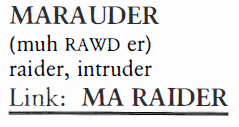 MARAUDER
(muh RAWD er)
raider, intruder
Link: MA RAIDER